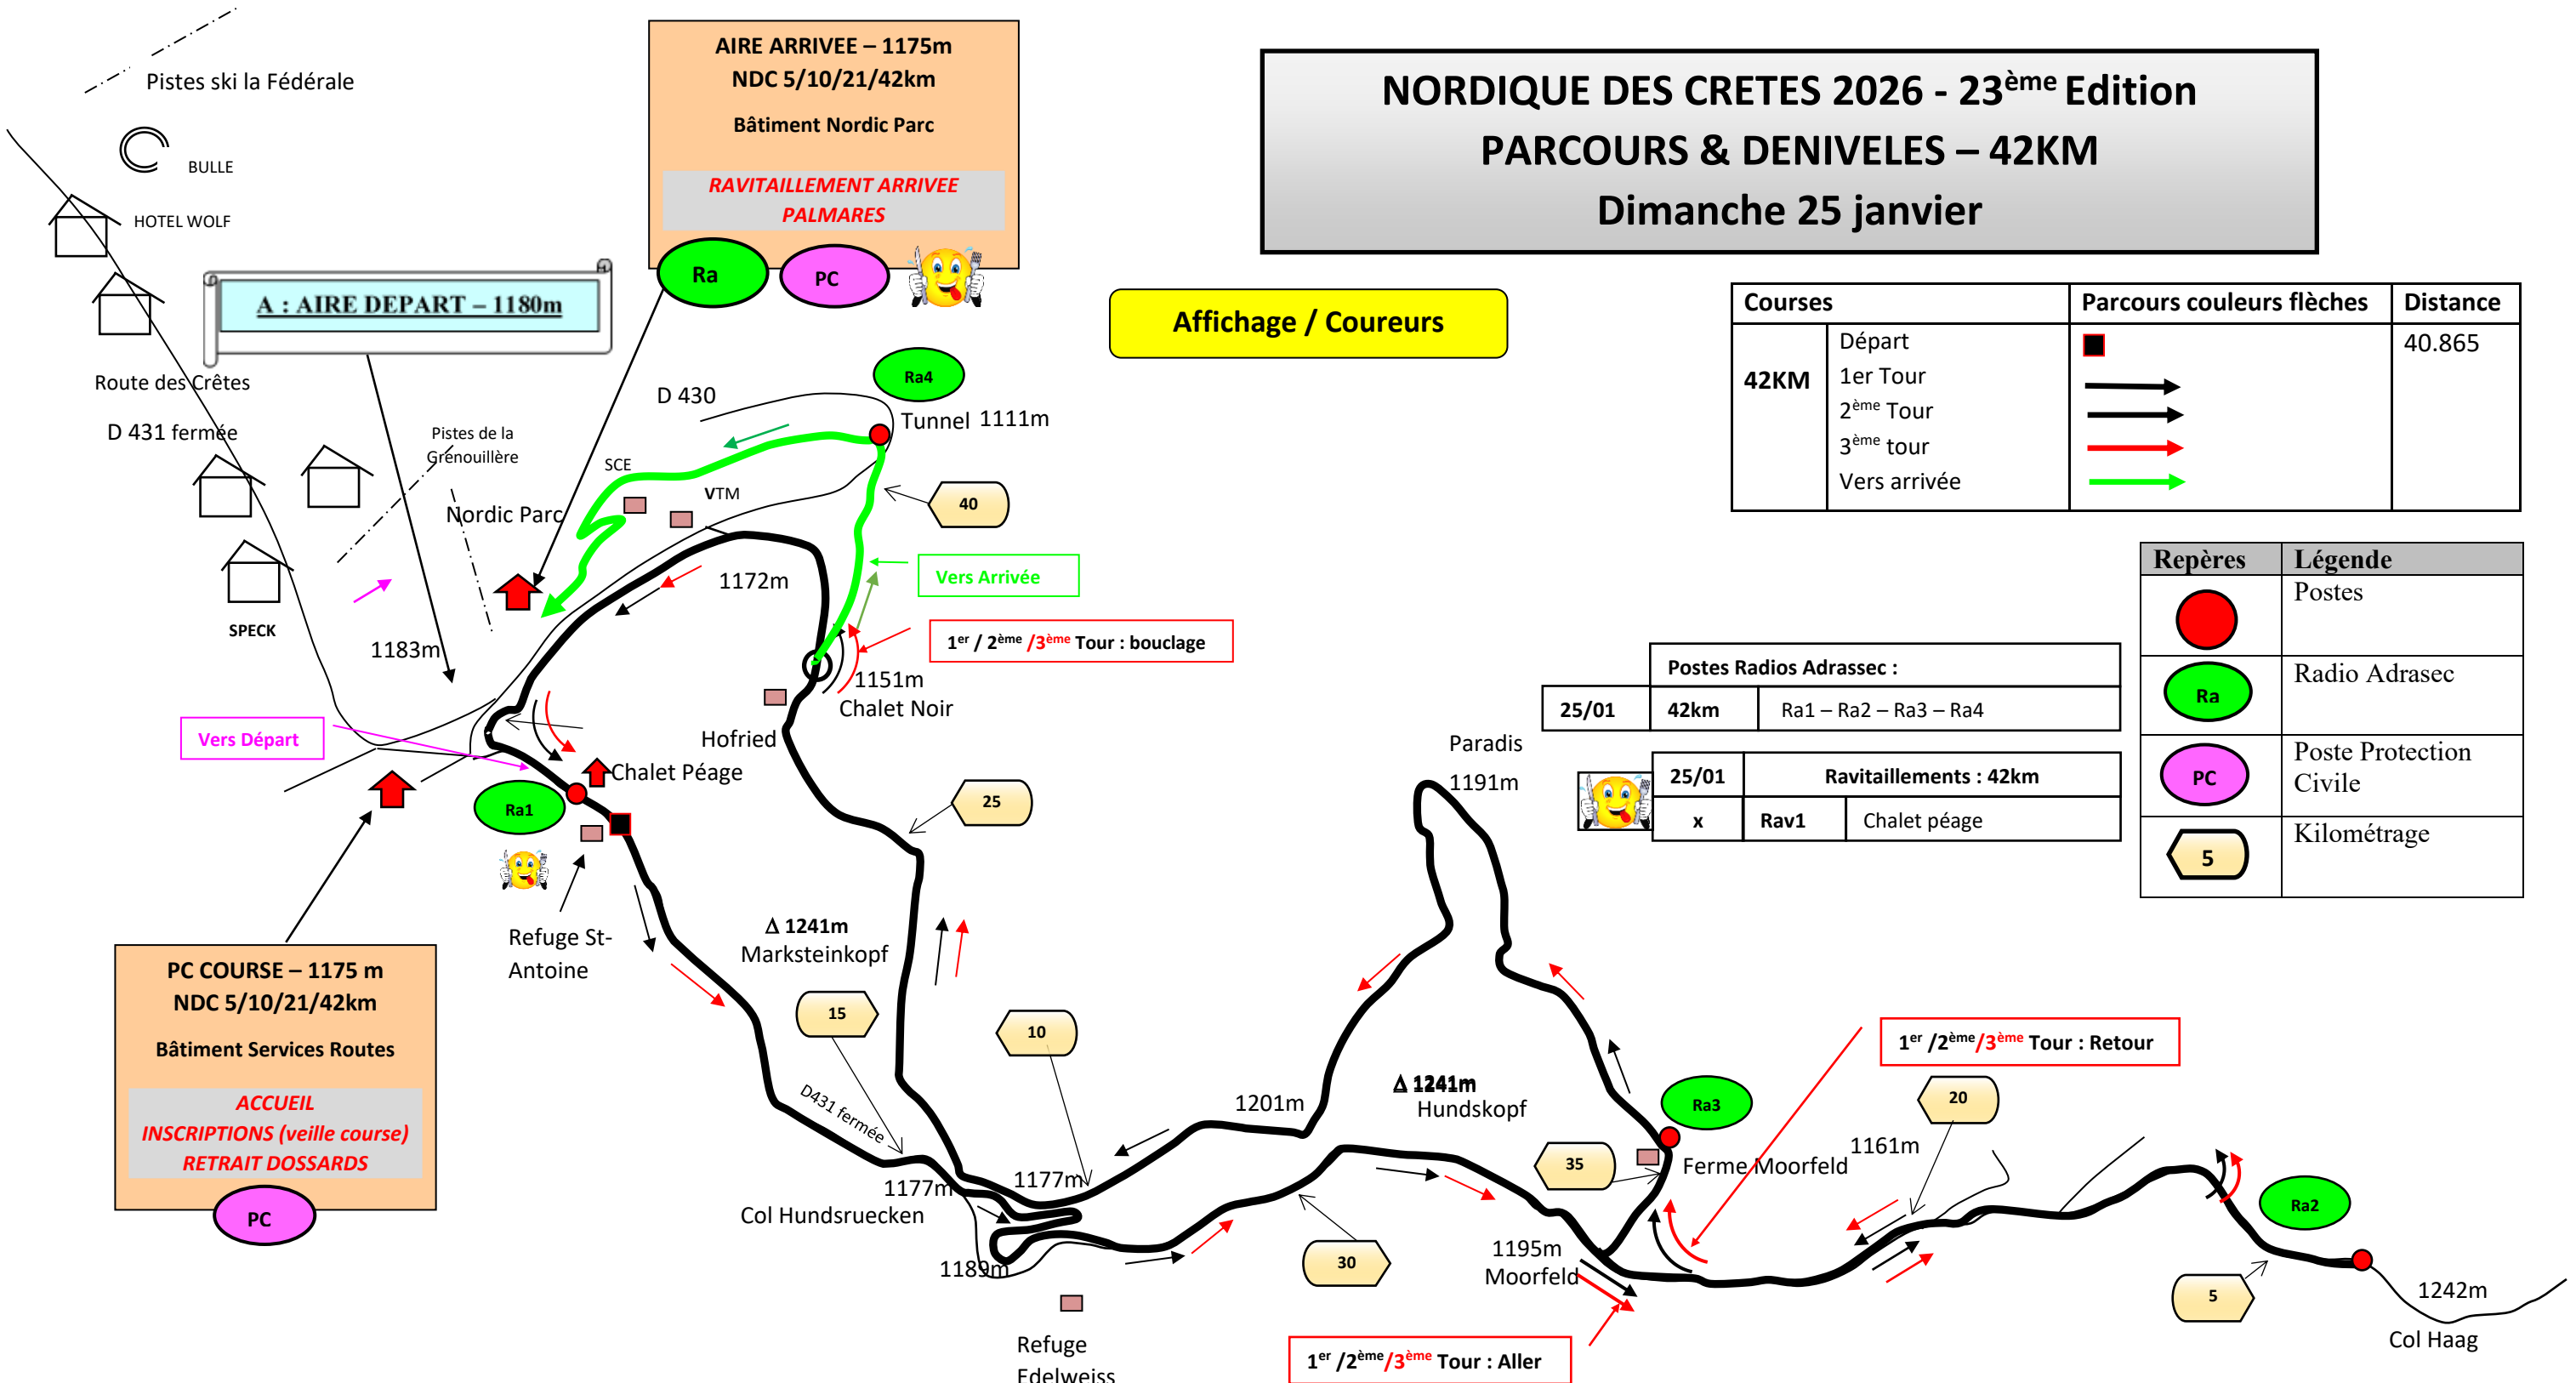 Pistes ski la Fédérale
BULLE
HOTEL WOLF
AIRE ARRIVEE – 1175m
NDC 5/10/21/42km
Bâtiment Nordic Parc
RAVITAILLEMENT ARRIVEE
PALMARES
Ra
PC
NORDIQUE DES CRETES 2026 - 23ème Edition
PARCOURS & DENIVELES – 42KM
Dimanche 25 janvier
A : AIRE DEPART – 1180m
Affichage / Coureurs
Courses
Parcours couleurs flèches
Distance
42KM
Départ
40.865
1er Tour
2ème Tour
3ème tour
Vers arrivée
Route des Crêtes
D 431 fermée
Pistes de la
Grenouillère
Nordic Parc
D 430
Ra4
Tunnel 1111m
SCE
VTM
40
Vers Arrivée
1172m
1er / 2ème /3ème Tour : bouclage
SPECK
1183m
1151m
Chalet Noir
Vers Départ
Hofried
Chalet Péage
Ra1
25
Refuge St-
Antoine
Repères
Légende
Postes
Ra
Radio Adrasec
PC
Poste Protection
Civile
5
Kilométrage
Postes Radios Adrassec :
25/01
42km
Ra1 – Ra2 – Ra3 – Ra4
25/01
Ravitaillements : 42km
x
Rav1
Chalet péage
Paradis
1191m
Δ 1241m
Marksteinkopf
PC COURSE – 1175 m
NDC 5/10/21/42km
Bâtiment Services Routes
ACCUEIL
INSCRIPTIONS (veille course)
RETRAIT DOSSARDS
PC
15
10
D431 fermée
1201m
Δ 1241m
Hundskopf
Ra3
1er /2ème/3ème Tour : Retour
20
35
Ferme Moorfeld
1161m
1177m
1177m
Col Hundsruecken
1189m
30
1195m
Moorfeld
Ra2
5
1242m
Col Haag
Refuge
Edelweiss
1er /2ème/3ème Tour : Aller